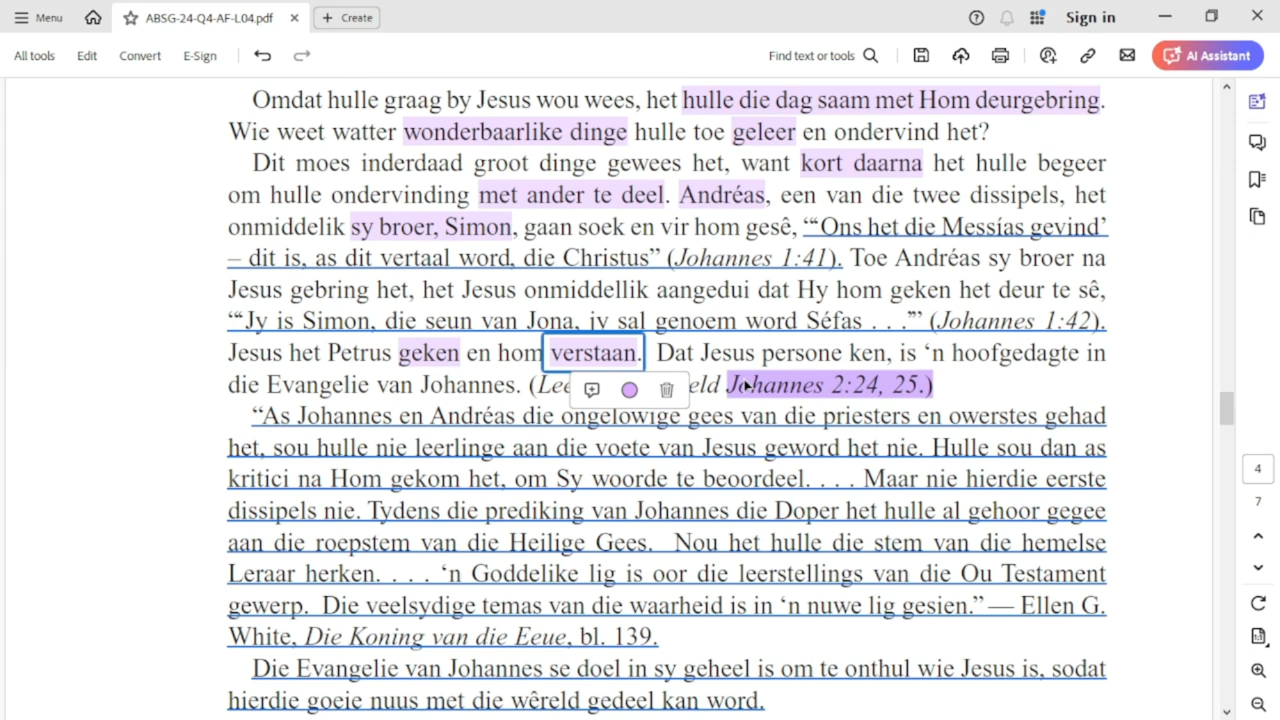 Menu
ABSG-24-Q4-AF-L04.pdf
Create
Sign in
All tools
Edit
Convert
E-Sign
Find text or tools
AI Assistant
Omdat hulle graag by Jesus wou wees, het hulle die dag saam met Hom deurgebring.
Wie weet watter wonderbaarlike dinge hulle toe geleer en ondervind het?
Dit moes inderdaad groot dinge gewees het, want kort daarna het hulle begeer
om hulle ondervinding met ander te deel. Andréas, een van die twee dissipels, het
onmiddelik sy broer, Simon, gaan soek en vir hom gesê, ‘“Ons het die Messías gevind’
– dit is, as dit vertaal word, die Christus” (Johannes 1:41). Toe Andréas sy broer na
Jesus gebring het, het Jesus onmiddellik aangedui dat Hy hom geken het deur te sê,
‘“Jy is Simon, die seun van Jona, jy sal genoem word Séfas . . .”’ (Johannes 1:42).
Jesus het Petrus geken en hom verstaan. Dat Jesus persone ken, is ‘n hoofgedagte in
die Evangelie van Johannes. (Lee eld Johannes 2:24, 25.)
“As Johannes en Andréas die ongelowige gees van die priesters en owerstes gehad
het, sou hulle nie leerlinge aan die voete van Jesus geword het nie. Hulle sou dan as
kritici na Hom gekom het, om Sy woorde te beoordeel. . . . Maar nie hierdie eerste
dissipels nie. Tydens die prediking van Johannes die Doper het hulle al gehoor gegee
aan die roepstem van die Heilige Gees. Nou het hulle die stem van die hemelse
Leraar herken. . . . ‘n Goddelike lig is oor die leerstellings van die Ou Testament
gewerp. Die veelsydige temas van die waarheid is in ‘n nuwe lig gesien.” — Ellen G.
White, Die Koning van die Eeue, bl. 139.
Die Evangelie van Johannes se doel in sy geheel is om te onthul wie Jesus is, sodat
hierdie goeie nuus met die wêreld gedeel kan word.
4
7